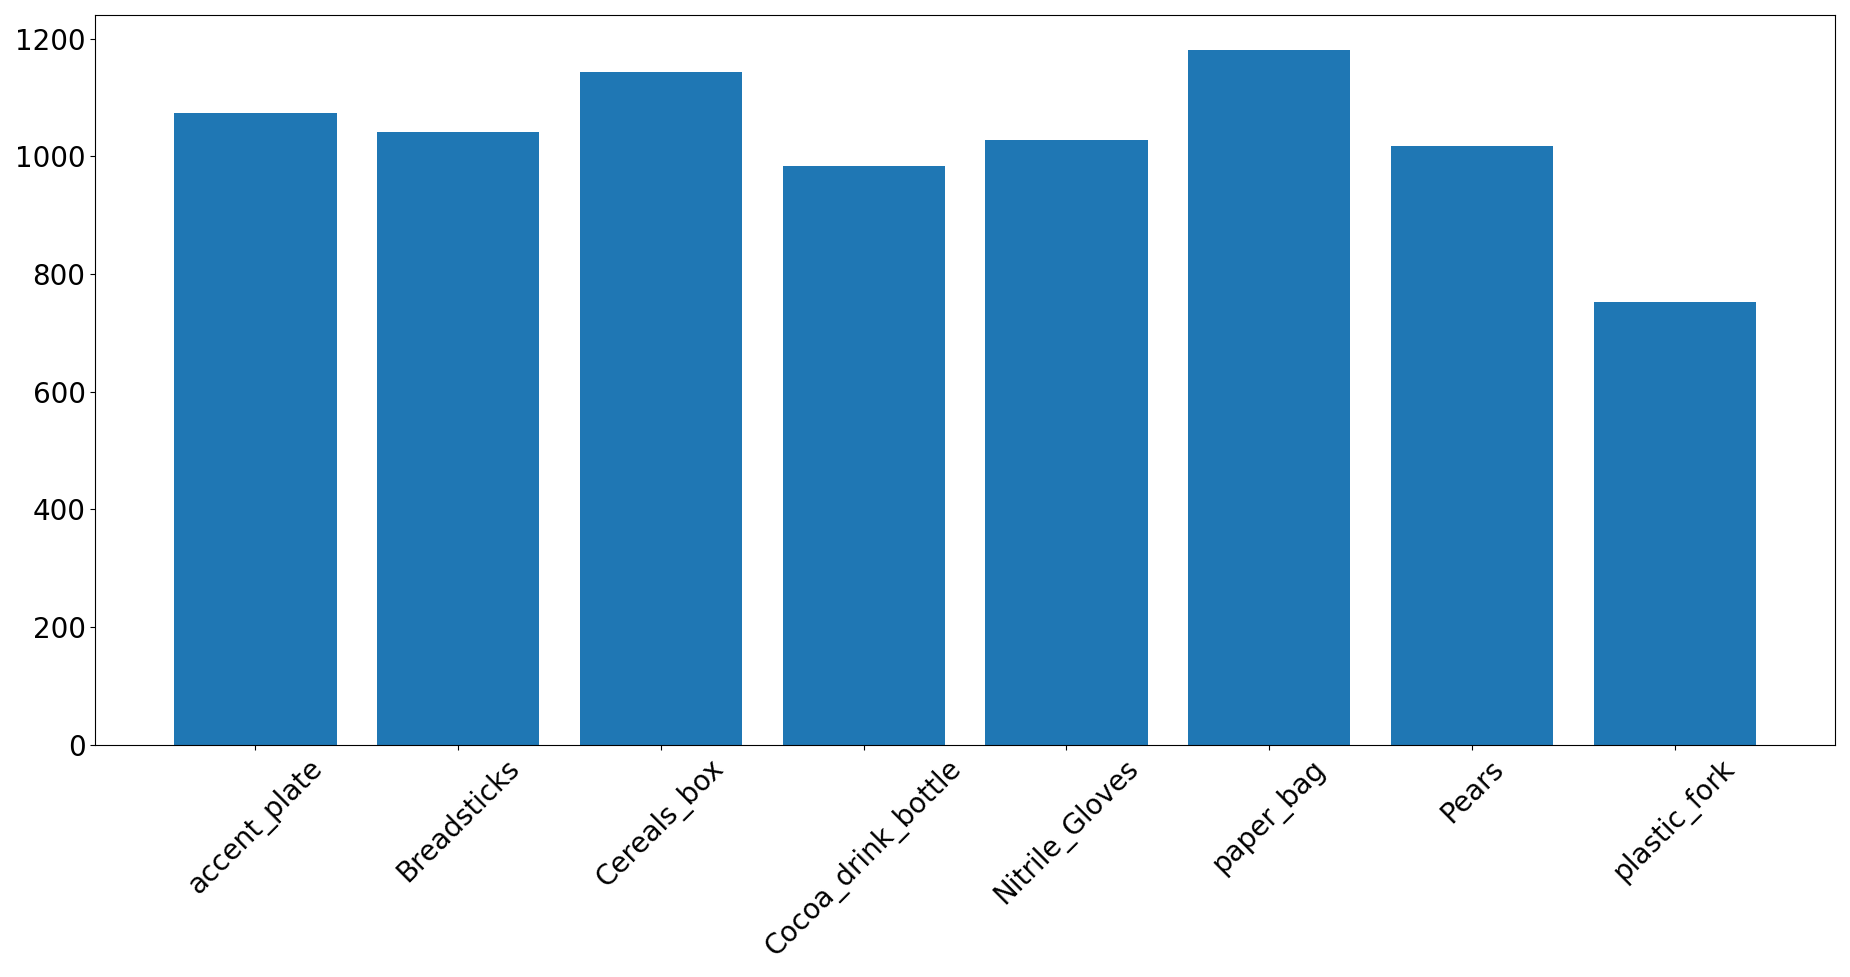 1200
1000
800
600
400
200
0
accent_plate
Breadsticks
Cereals_box
Cocoa_drink_bottle
Nitrile_Gloves
paper_bag
Pears
plastic_fork